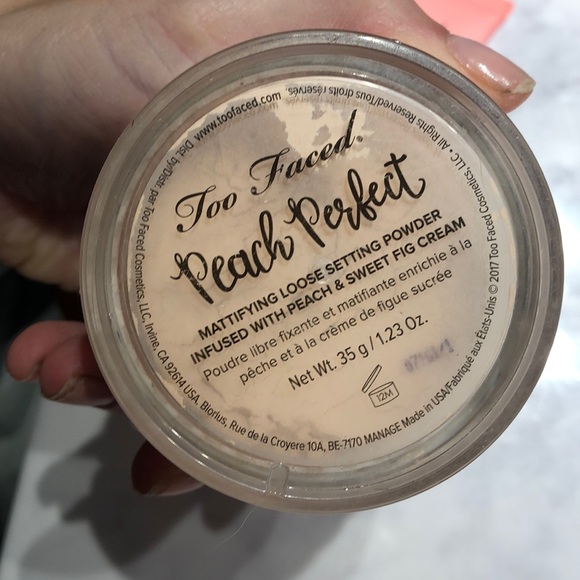 Too Faced.
Peach Perfect
MATTIFYING LOOSE SETTING POWDER
INFUSED WITH PEACH & SWEET FIG CREAM
Poudre libre fixante et matifiante enrichie à la
pêche et à la crème de figue sucrée
Net Wt. 35 g / 1.23 Oz.
12M
www.toofaced.com Dist. by/Distr. par Too Faced Cosmetics, LLC, Irvine, CA 92614 USA. Biorius, Rue de la Croyere 10A, BE-7170 MANAGE Made in USA/Fabriqué aux États-Unis © 2017 Too Faced Cosmetics, LLC • All Rights Reserved/Tous droits réservés.